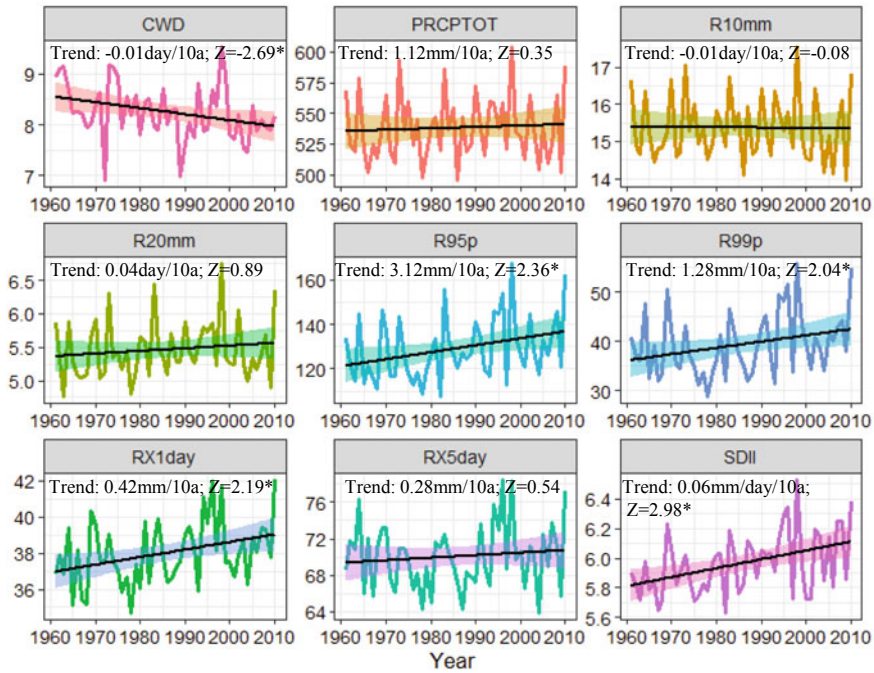 CWD PRCPTOT R10mm
Trend: -0.01day/10a; Z=-2.69* Trend: 1.12mm/10a; Z=0.35 Trend: -0.01day/10a; Z=-0.08
9 600 17
8 575 16
7 550 15
525 14
500
1960 1970 1980 1990 2000 2010 1960 1970 1980 1990 2000 2010 1960 1970 1980 1990 2000 2010
R20mm R95p R99p
Trend: 0.04day/10a; Z=0.89 Trend: 3.12mm/10a; Z=2.36* Trend: 1.28mm/10a; Z=2.04*
6.5 160 50
6.0 140 40
5.5 120 30
5.0
1960 1970 1980 1990 2000 2010 1960 1970 1980 1990 2000 2010 1960 1970 1980 1990 2000 2010
RX1day RX5day SDII
Trend: 0.42mm/10a; Z=2.19* Trend: 0.28mm/10a; Z=0.54 Trend: 0.06mm/day/10a;
Z=2.98*
42 76 6.4
40 72 6.2
38 68 6.0
36 64 5.8
5.6
1960 1970 1980 1990 2000 2010 1960 1970 1980 1990 2000 2010 1960 1970 1980 1990 2000 2010
Year